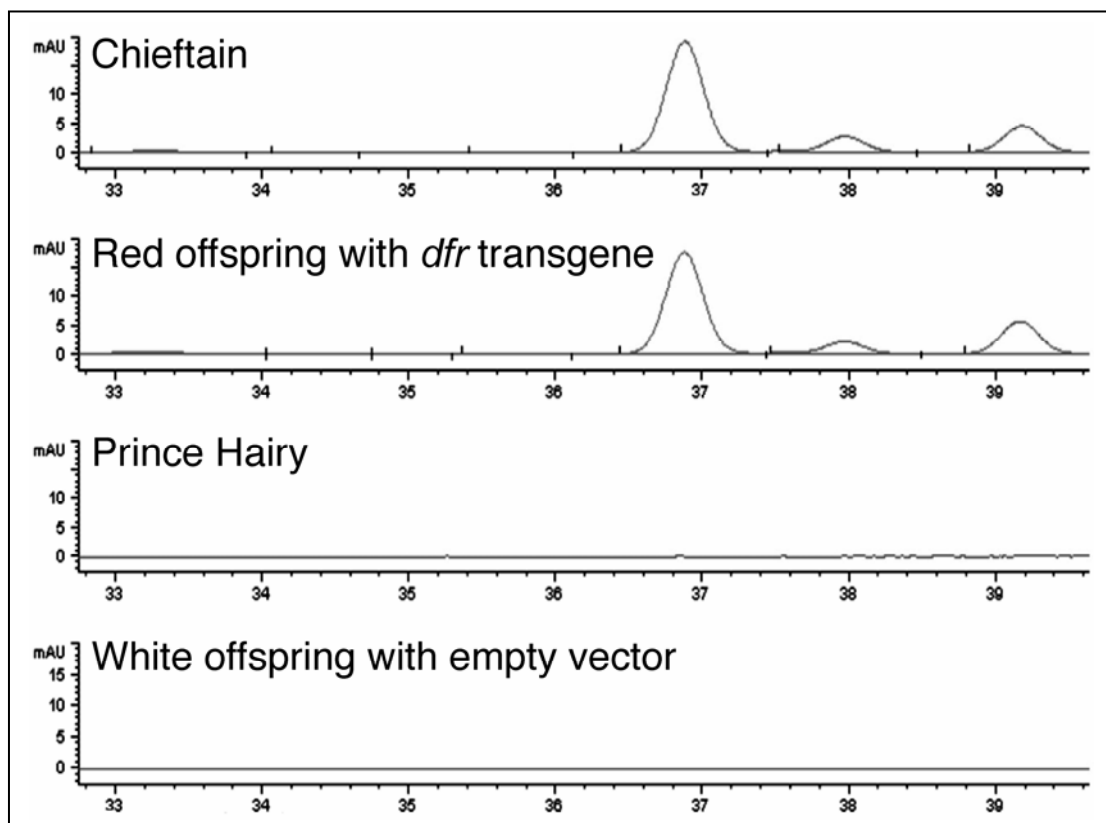 mAU Chieftain
10
5
0
33 34 35 36 37 38 39
mAU Red offspring with dfr transgene
10
5
0
33 34 35 36 37 38 39
mAU Prince Hairy
10
5
0
33 34 35 36 37 38 39
mAU White offspring with empty vector
15
10
5
0
33 34 35 36 37 38 39